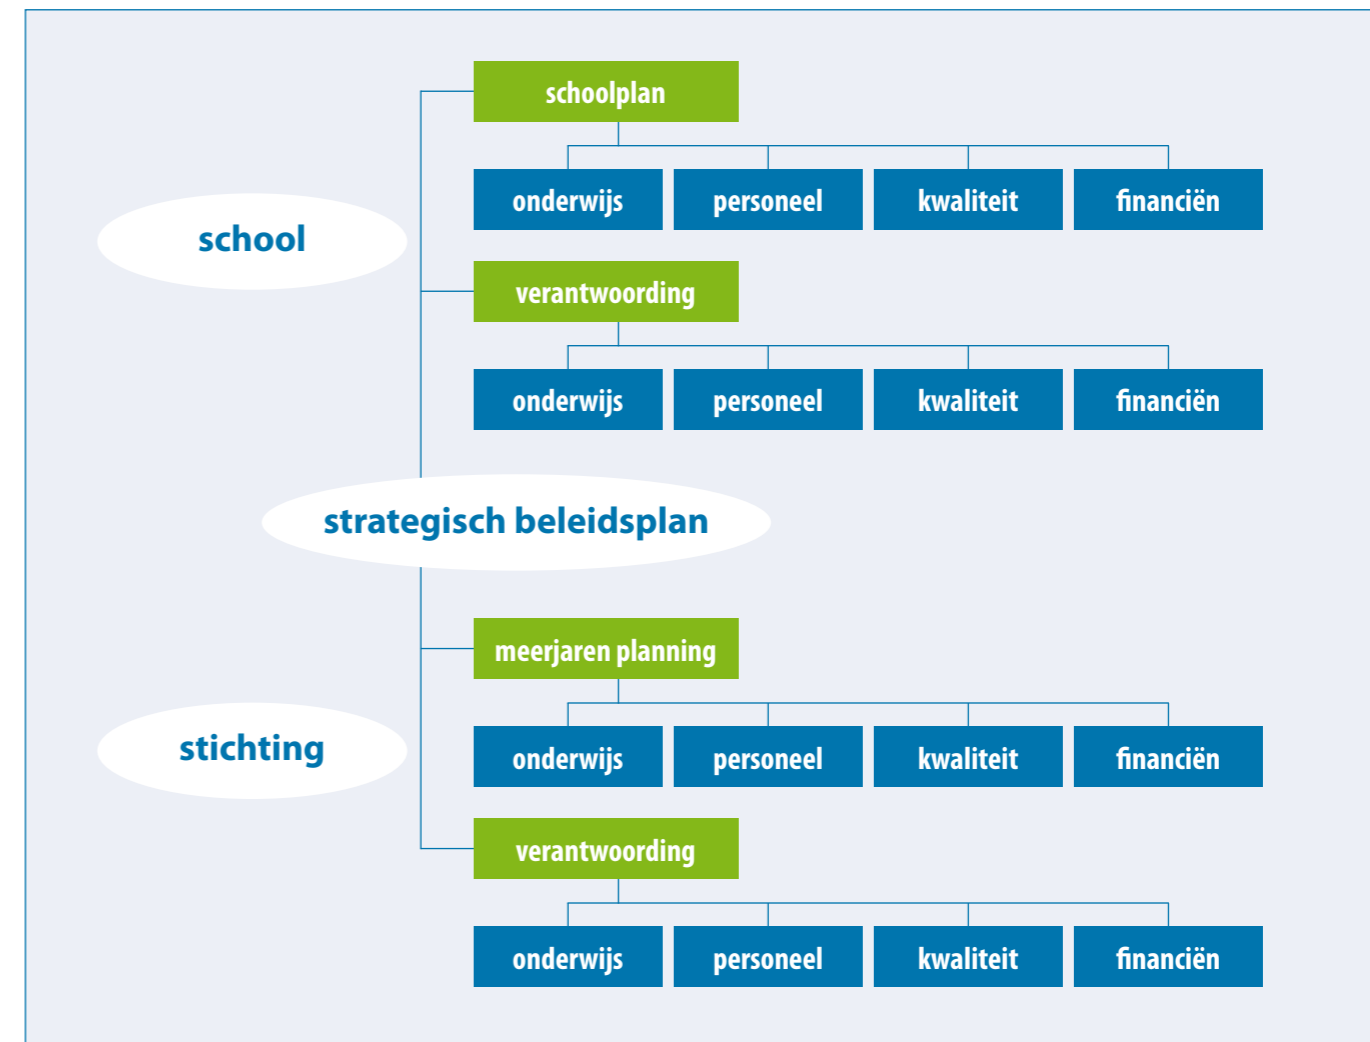 schoolplan
onderwijs personeel kwaliteit financiën
school
verantwoording
onderwijs personeel kwaliteit financiën
strategisch beleidsplan
meerjaren planning
onderwijs personeel kwaliteit financiën
stichting
verantwoording
onderwijs personeel kwaliteit financiën